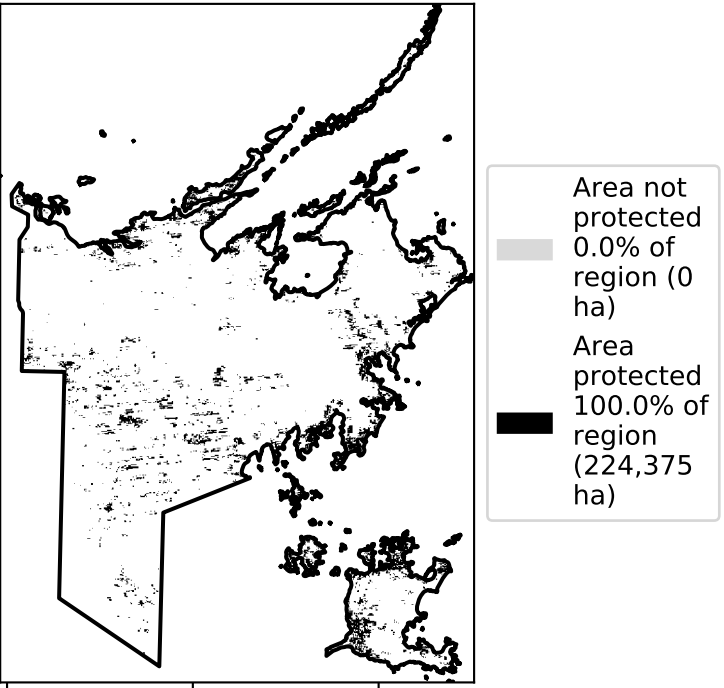 Area not
protected
0.0% of
region (0
ha)
Area
protected
100.0% of
region
(224,375
ha)